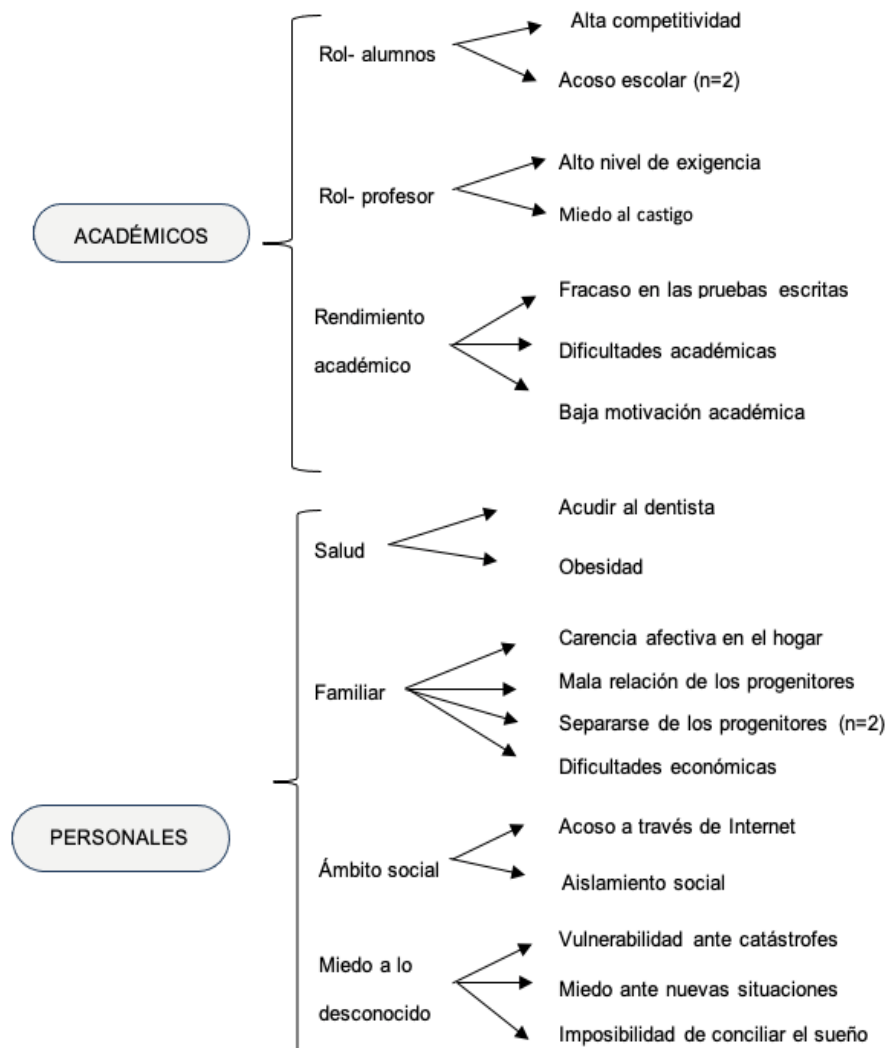 ACADÉMICOS
Rol- alumnos
Alta competitividad
Acoso escolar (n=2)
Rol- profesor
Alto nivel de exigencia
Miedo al castigo
Rendimiento
académico
Fracaso en las pruebas escritas
Dificultades académicas
Baja motivación académica
PERSONALES
Salud
Acudir al dentista
Obesidad
Familiar
Carencia afectiva en el hogar
Mala relación de los progenitores
Separarse de los progenitores (n=2)
Dificultades económicas
Ámbito social
Acoso a través de Internet
Aislamiento social
Miedo a lo
desconocido
Vulnerabilidad ante catástrofes
Miedo ante nuevas situaciones
Imposibilidad de conciliar el sueño